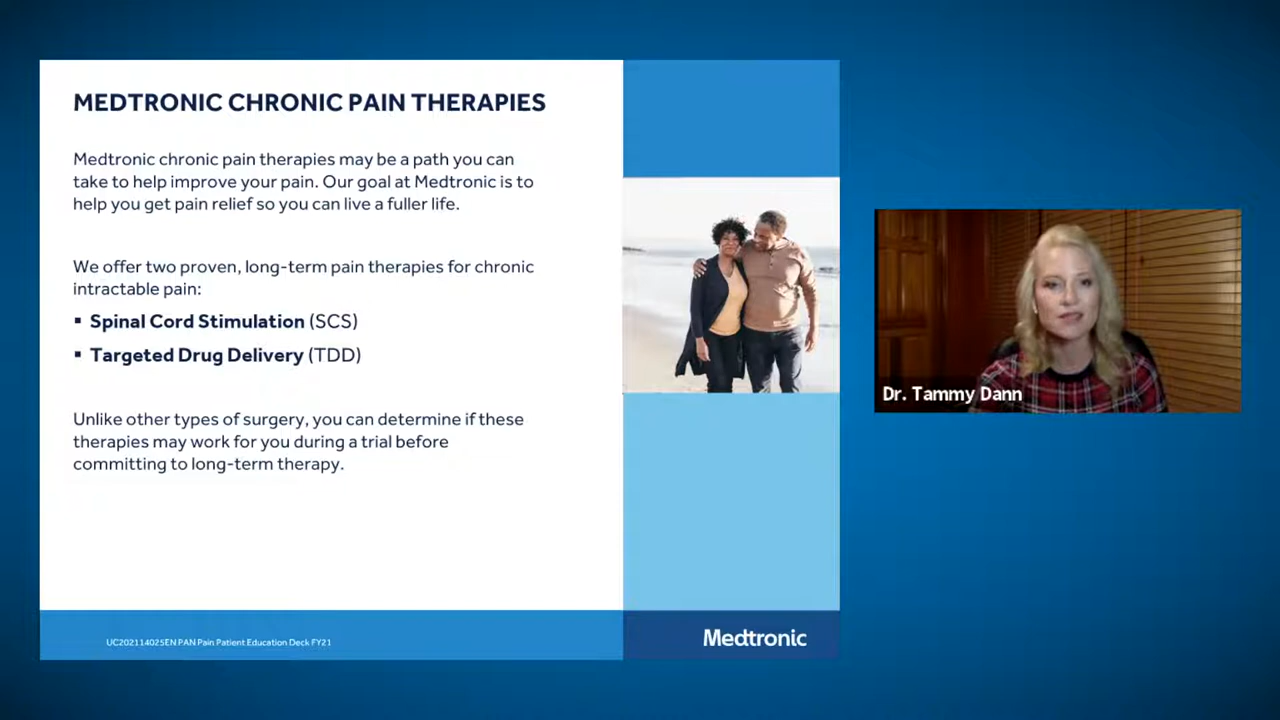 MEDTRONIC CHRONIC PAIN THERAPIES
Medtronic chronic pain therapies may be a path you can
take to help improve your pain. Our goal at Medtronic is to
help you get pain relief so you can live a fuller life.
We offer two proven, long-term pain therapies for chronic
intractable pain:
▪ Spinal Cord Stimulation (SCS)
▪ Targeted Drug Delivery (TDD)
Unlike other types of surgery, you can determine if these
therapies may work for you during a trial before
committing to long-term therapy.
UC202114025EN PAN Pain Patient Education Deck FY21
Medtronic
Dr. Tammy Dann